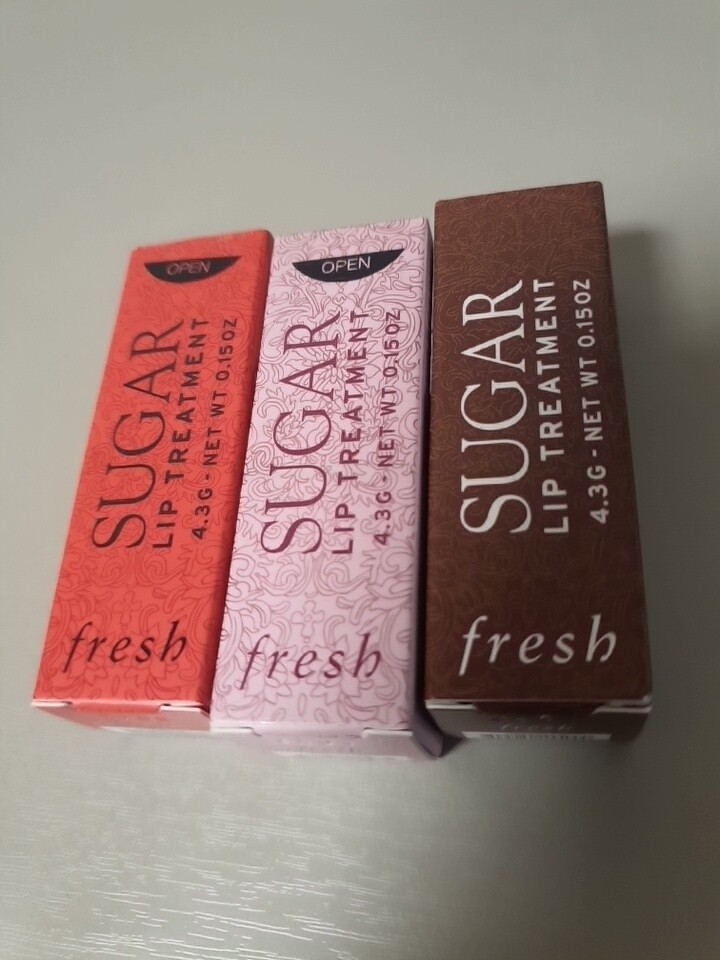 OPEN
SUGAR
LIP TREATMENT
4.3G - NET WT 0.15OZ
fresh
OPEN
SUGAR
LIP TREATMENT
4.3G - NET WT 0.15OZ
fresh
SUGAR
LIP TREATMENT
4.3G - NET WT 0.15OZ
fresh
fresh